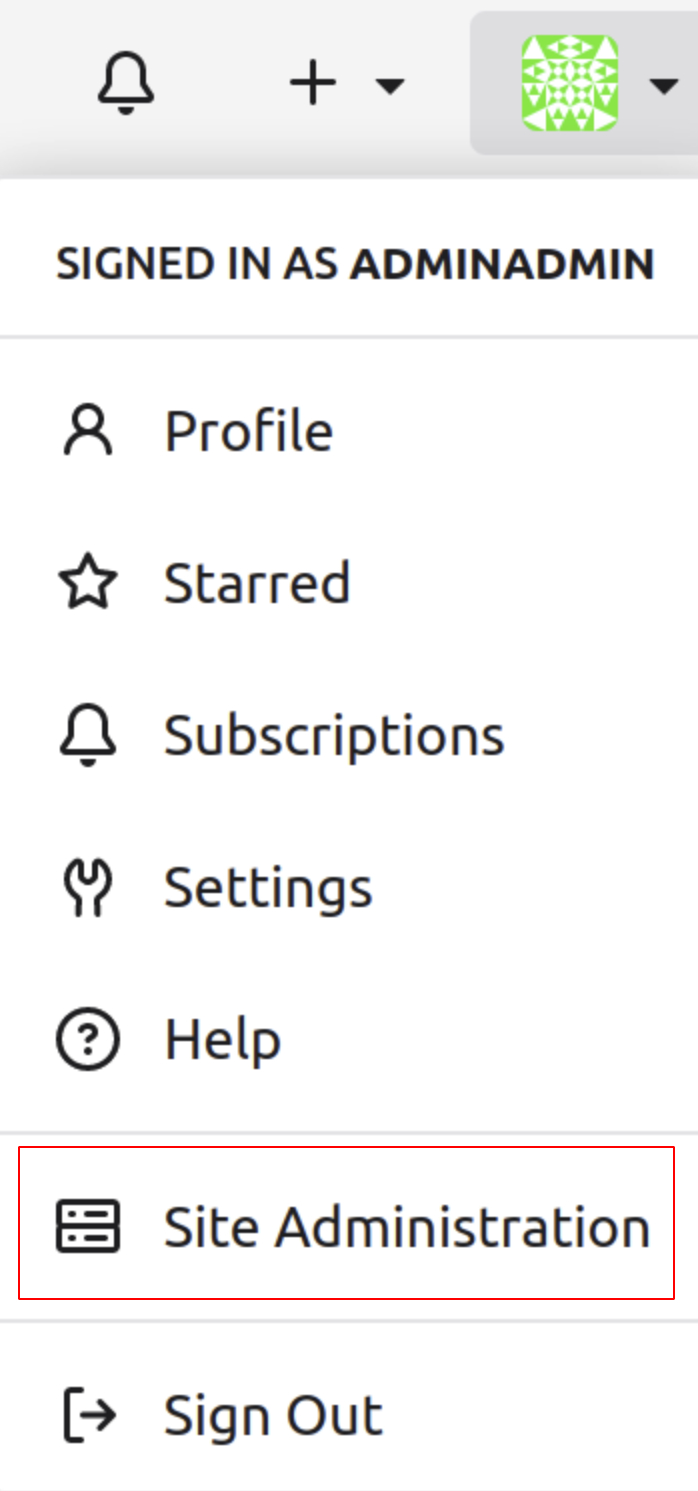 SIGNED IN AS ADMINADMIN
Profile
Starred
Subscriptions
Settings
Help
Site Administration
Sign Out